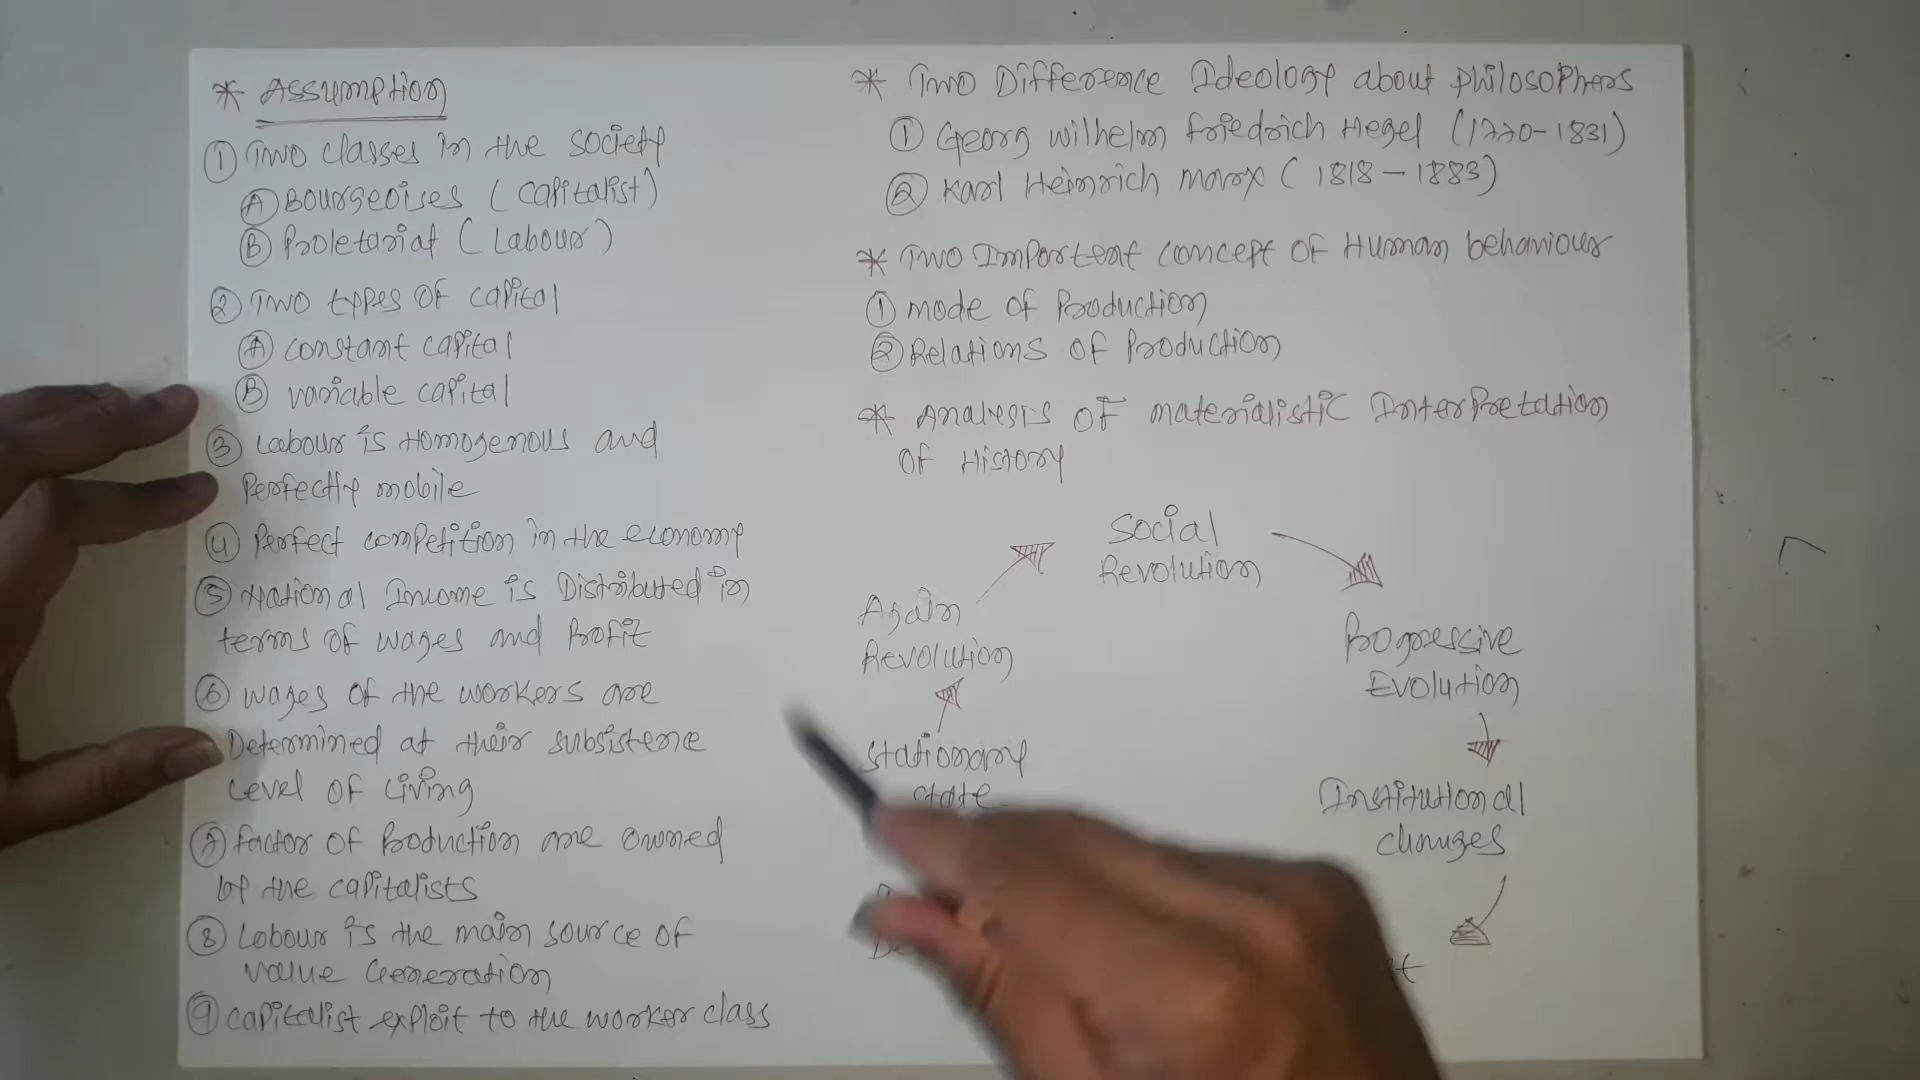 * Assumption
① Two classes in the society
Ⓐ Bourgeoises (Capitalist)
Ⓑ Proletariat (Labour)
② Two types of capital
Ⓐ constant capital
Ⓑ variable capital
③ Labour is Homogenous and
Perfectly mobile
④ Perfect competition in the economy
⑤ National Income is Distributed in
terms of wages and Profit
⑥ wages of the workers are
Determined at their subsistene
Level of Living
⑦ Factor of Production are owned
by the capitalists
⑧ Labour is the main source of
value Generation
⑨ capitalist exploit to the worker class
* Two Difference Ideology about Philosophers
① Georg wilhelm Friedrich Hegel (1770-1831)
② Karl Heinrich marx (1818-1883)
* Two Importent concept of Human behaviour
① mode of Production
② Relations of Production
* Analysis of materialistic Interpretation
of History
Social
Revolution
Again
Revolution
Progressive
Evolution
Stationary
state
Institutional
changes